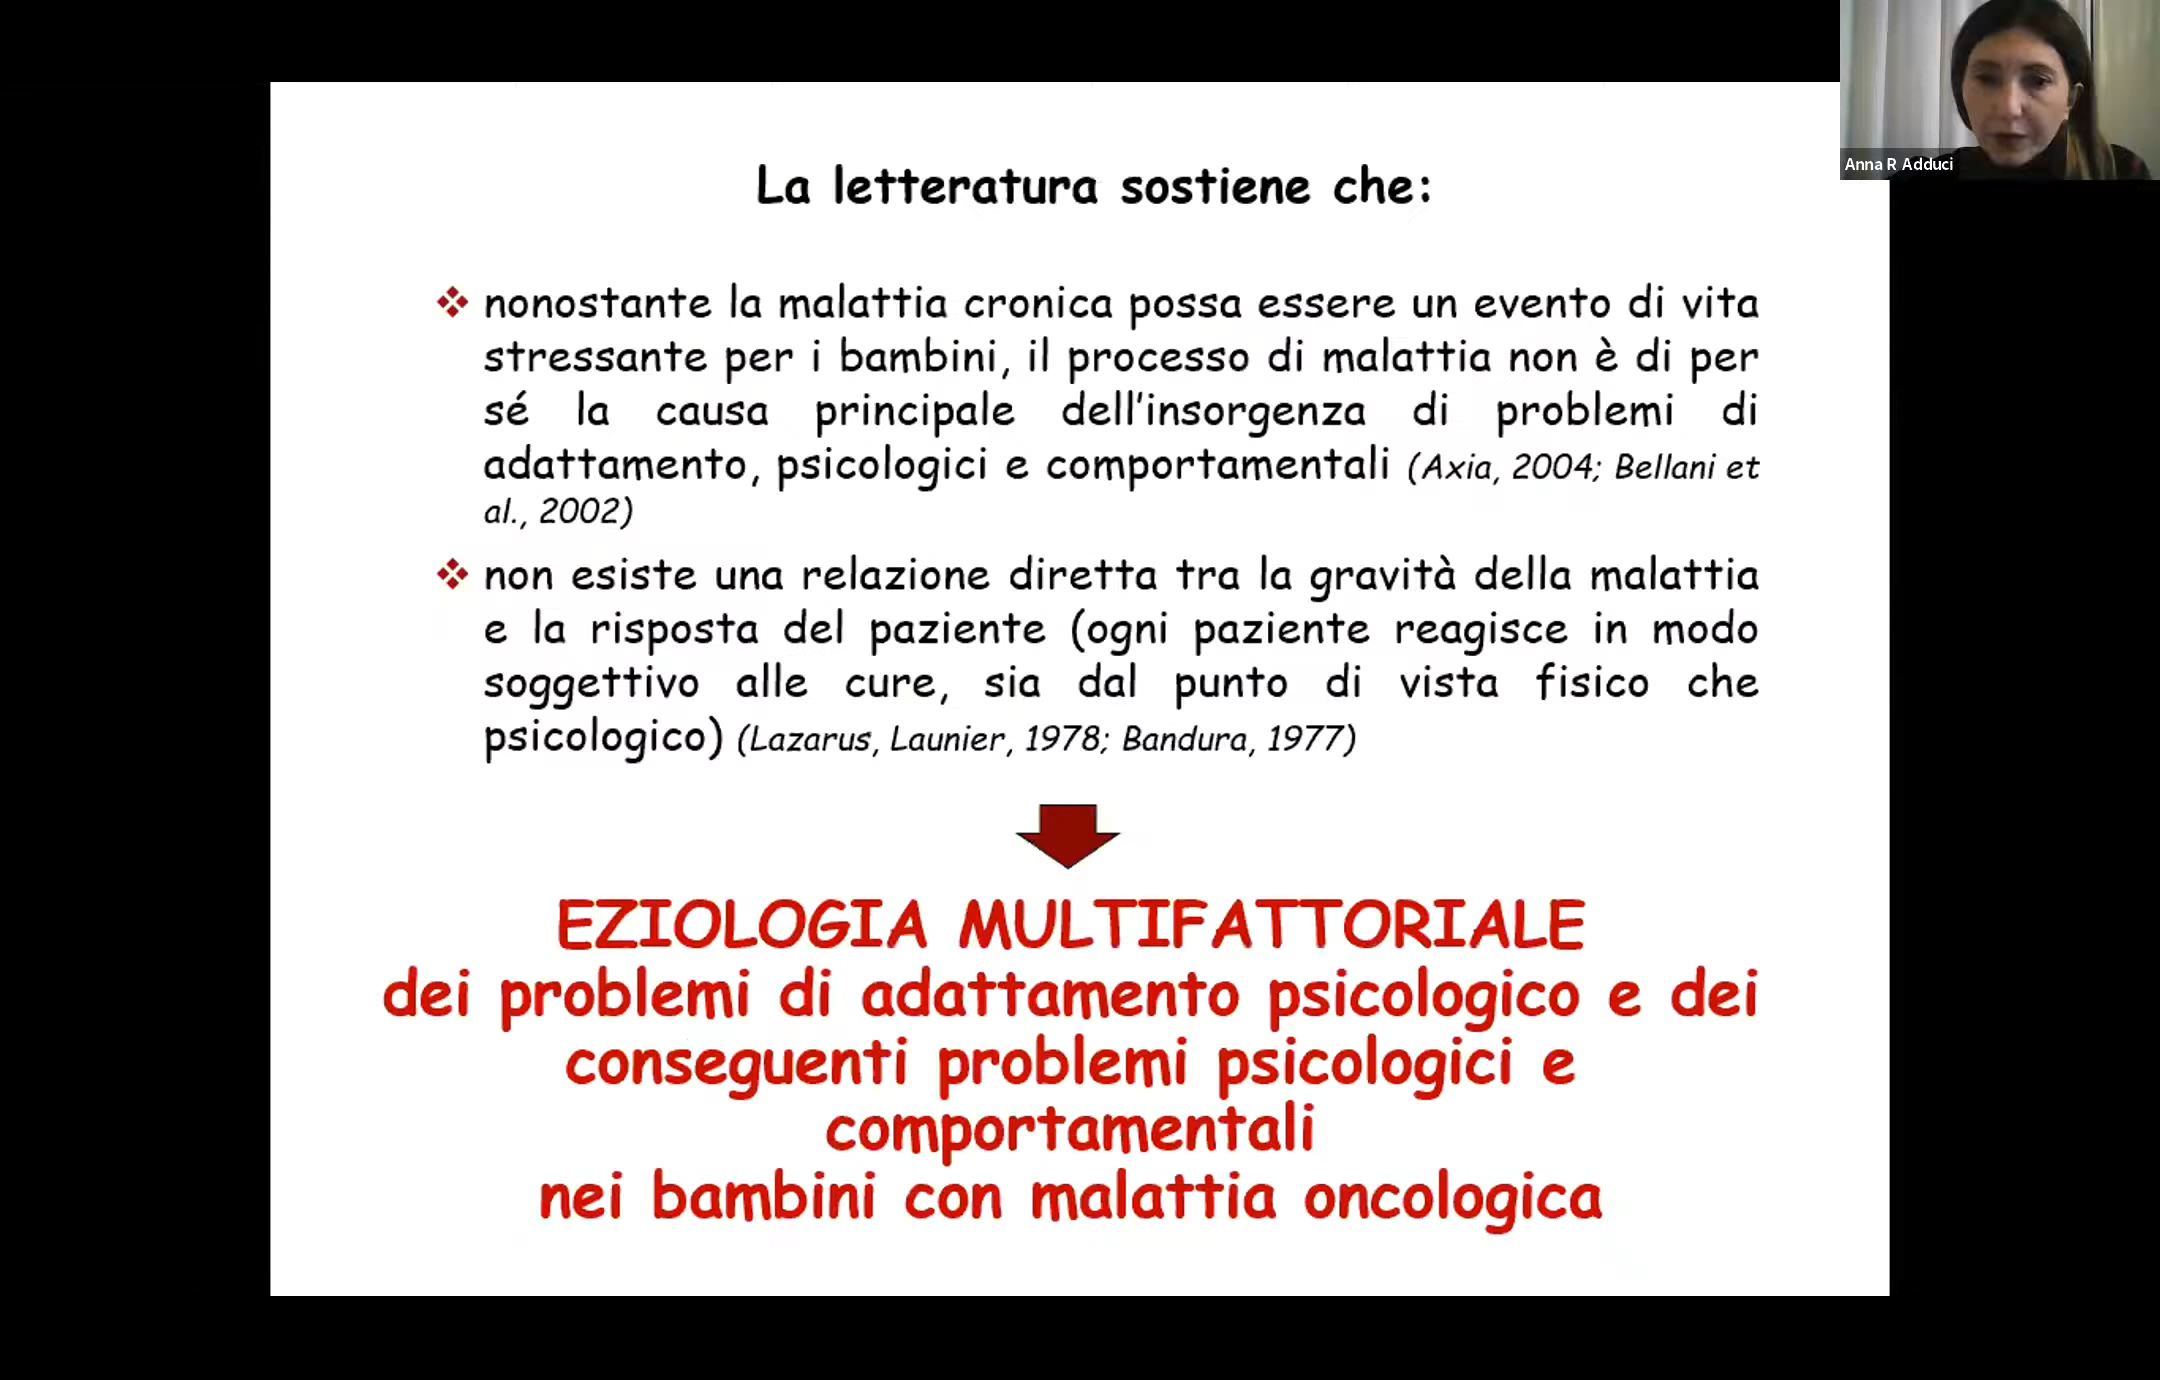 Anna R Adduci
La letteratura sostiene che:
❖ nonostante la malattia cronica possa essere un evento di vita
stressante per i bambini, il processo di malattia non è di per
sé la causa principale dell'insorgenza di problemi di
adattamento, psicologici e comportamentali (Axia, 2004; Bellani et
al., 2002)
❖ non esiste una relazione diretta tra la gravità della malattia
e la risposta del paziente (ogni paziente reagisce in modo
soggettivo alle cure, sia dal punto di vista fisico che
psicologico) (Lazarus, Launier, 1978; Bandura, 1977)
EZIOLOGIA MULTIFATTORIALE
dei problemi di adattamento psicologico e dei
conseguenti problemi psicologici e
comportamentali
nei bambini con malattia oncologica